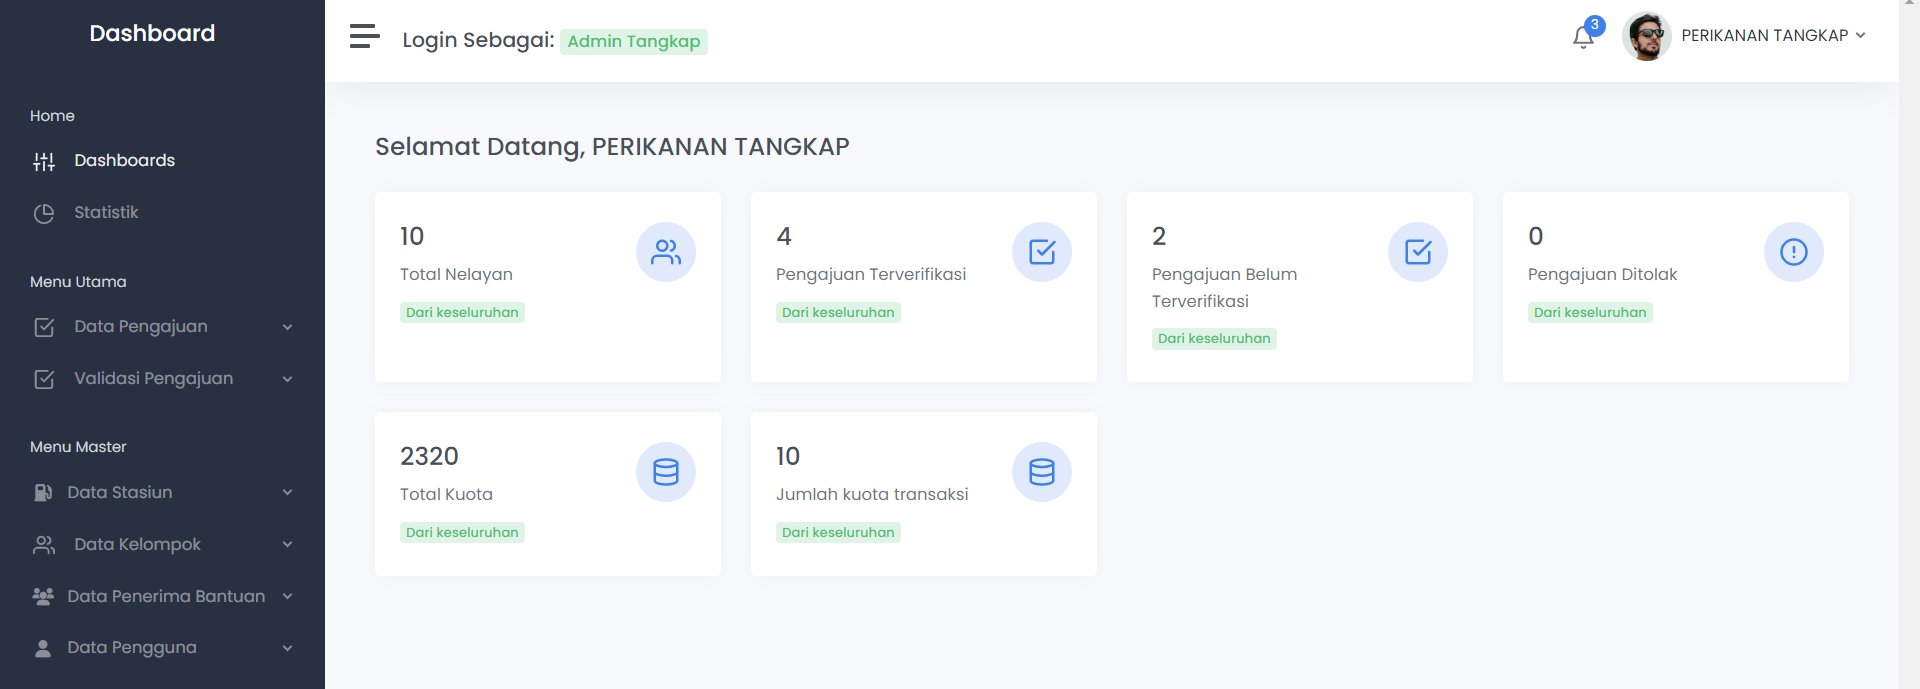 Dashboard
Home
Dashboards
Statistik
Menu Utama
Data Pengajuan
Validasi Pengajuan
Menu Master
Data Stasiun
Data Kelompok
Data Penerima Bantuan
Data Pengguna
Login Sebagai: Admin Tangkap
3
PERIKANAN TANGKAP
Selamat Datang, PERIKANAN TANGKAP
10
Total Nelayan
Dari keseluruhan
4
Pengajuan Terverifikasi
Dari keseluruhan
2
Pengajuan Belum
Terverifikasi
Dari keseluruhan
0
Pengajuan Ditolak
Dari keseluruhan
2320
Total Kuota
Dari keseluruhan
10
Jumlah kuota transaksi
Dari keseluruhan